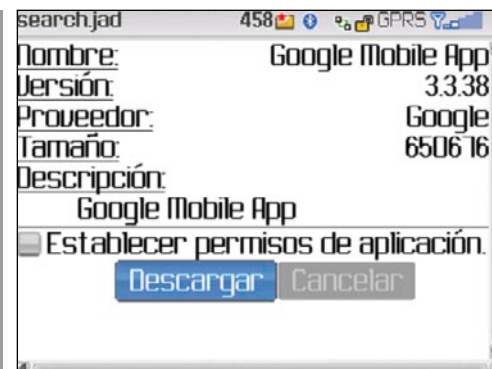 search.jad 458 GPRS
Nombre: Google Mobile App
Versión: 3.3.38
Proveedor: Google
Tamaño: 650676
Descripción:
Google Mobile App
Establecer permisos de aplicación.
Descargar Cancelar